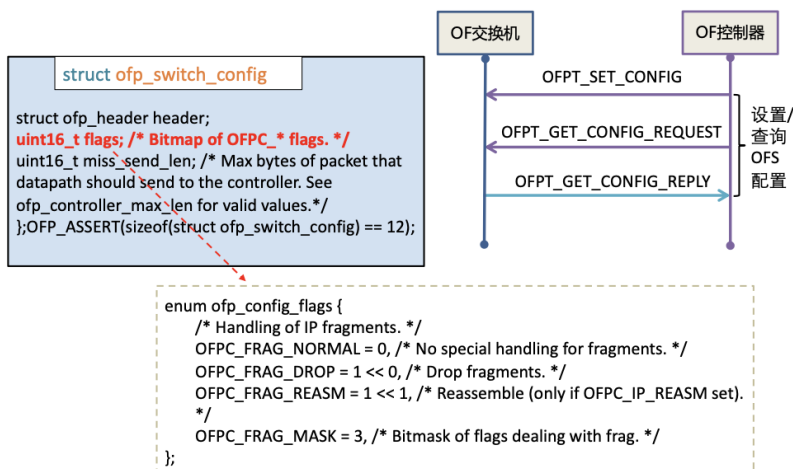 struct ofp_switch_config
struct ofp_header header;
uint16_t flags; /* Bitmap of OFPC_* flags. */
uint16_t miss_send_len; /* Max bytes of packet that
datapath should send to the controller. See
ofp_controller_max_len for valid values.*/
};OFP_ASSERT(sizeof(struct ofp_switch_config) == 12);
OF交换机
OF控制器
OFPT_SET_CONFIG
OFPT_GET_CONFIG_REQUEST
OFPT_GET_CONFIG_REPLY
设置/
查询
OFS
配置
enum ofp_config_flags {
/* Handling of IP fragments. */
OFPC_FRAG_NORMAL = 0, /* No special handling for fragments. */
OFPC_FRAG_DROP = 1 << 0, /* Drop fragments. */
OFPC_FRAG_REASM = 1 << 1, /* Reassemble (only if OFPC_IP_REASM set).
*/
OFPC_FRAG_MASK = 3, /* Bitmask of flags dealing with frag. */
};